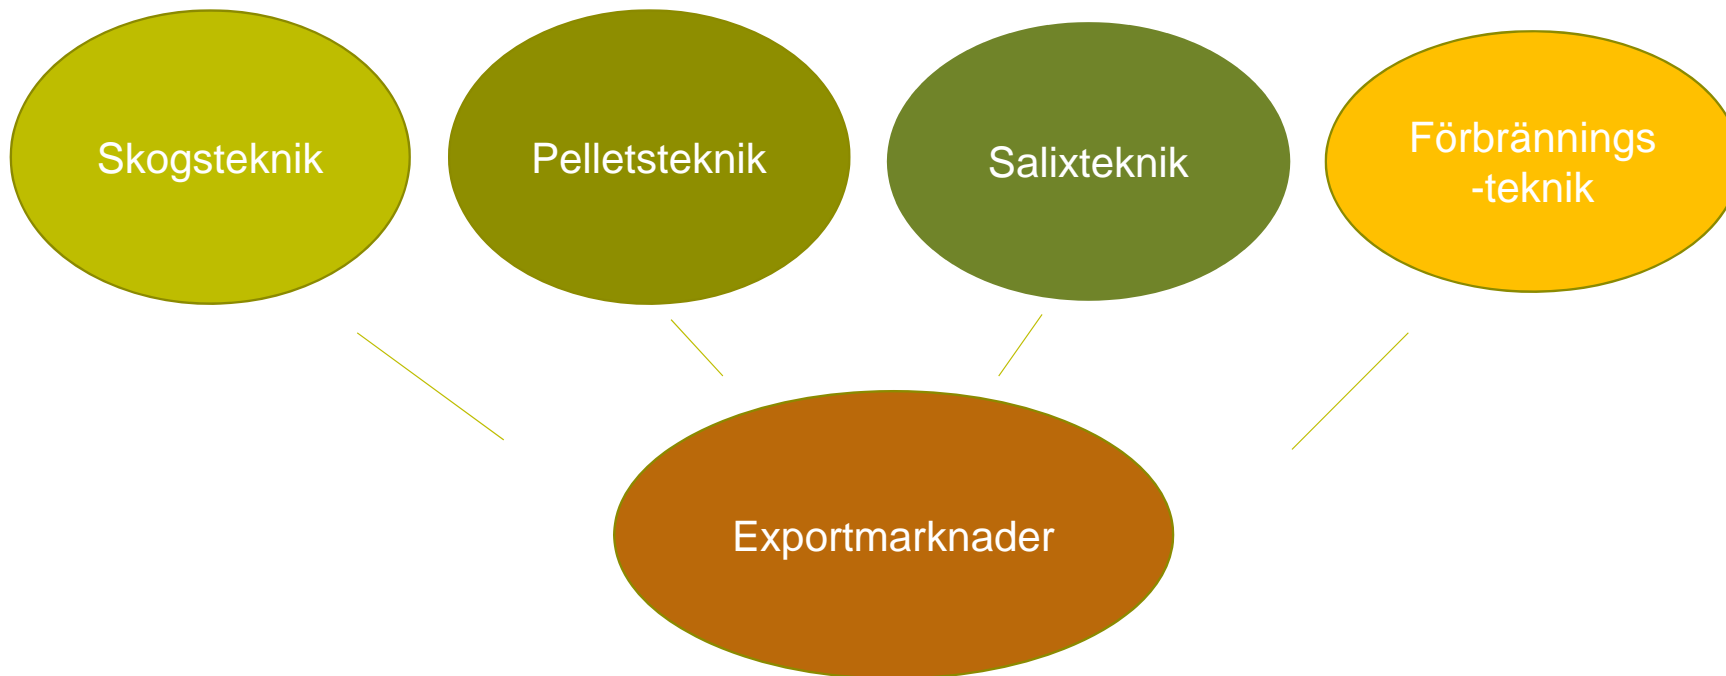 Skogsteknik
Pelletsteknik
Salixteknik
Förbrännings
-teknik
Exportmarknader